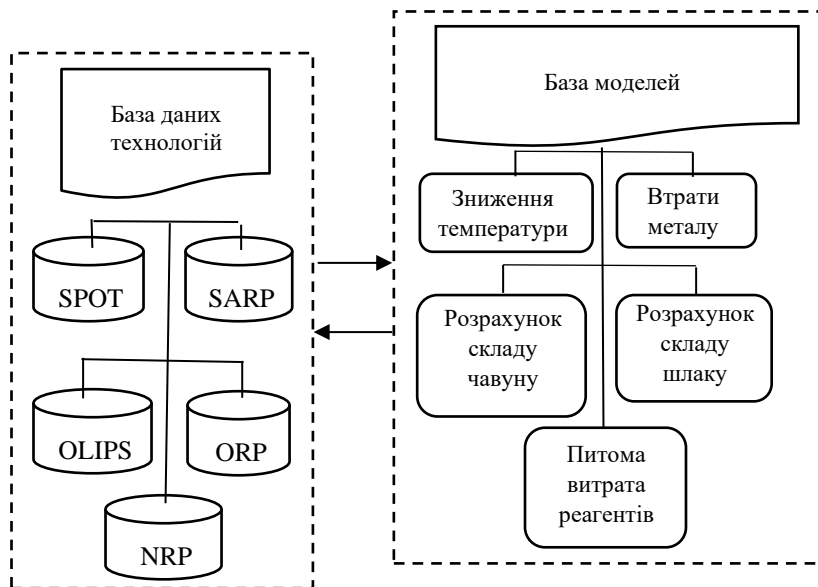 База даних
технологій
SPOT
SARP
OLIPS
ORP
NRP
База моделей
Зниження
температури
Втрати
металу
Розрахунок
складу
чавуну
Розрахунок
складу
шлаку
Питома
витрата
реагентів